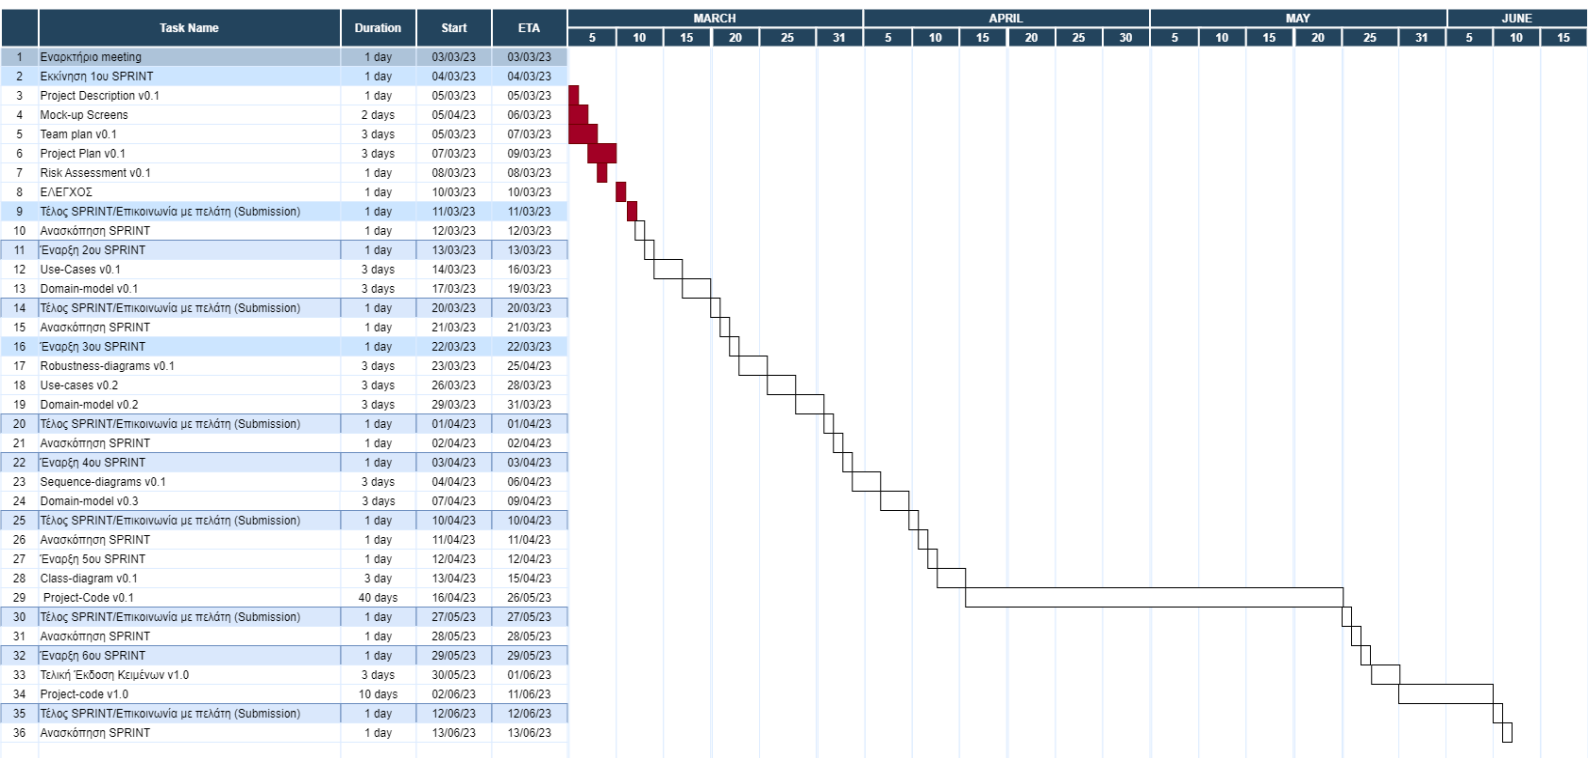 Task Name Duration Start ETA MARCH APRIL MAY JUNE
5 10 15 20 25 31 5 10 15 20 25 30 5 10 15 20 25 31 5 10 15
1 Εναρκτήριο meeting 1 day 03/03/23 03/03/23
2 Εκκίνηση 1ου SPRINT 1 day 04/03/23 04/03/23
3 Project Description v0.1 1 day 05/03/23 05/03/23
4 Mock-up Screens 2 days 05/04/23 06/03/23
5 Team plan v0.1 3 days 05/03/23 07/03/23
6 Project Plan v0.1 3 days 07/03/23 09/03/23
7 Risk Assessment v0.1 1 day 08/03/23 08/03/23
8 ΕΛΕΓΧΟΣ 1 day 10/03/23 10/03/23
9 Τέλος SPRINT/Επικοινωνία με πελάτη (Submission) 1 day 11/03/23 11/03/23
10 Ανασκόπηση SPRINT 1 day 12/03/23 12/03/23
11 Έναρξη 2ου SPRINT 1 day 13/03/23 13/03/23
12 Use-Cases v0.1 3 days 14/03/23 16/03/23
13 Domain-model v0.1 3 days 17/03/23 19/03/23
14 Τέλος SPRINT/Επικοινωνία με πελάτη (Submission) 1 day 20/03/23 20/03/23
15 Ανασκόπηση SPRINT 1 day 21/03/23 21/03/23
16 Έναρξη 3ου SPRINT 1 day 22/03/23 22/03/23
17 Robustness-diagrams v0.1 3 days 23/03/23 25/04/23
18 Use-cases v0.2 3 days 26/03/23 28/03/23
19 Domain-model v0.2 3 days 29/03/23 31/03/23
20 Τέλος SPRINT/Επικοινωνία με πελάτη (Submission) 1 day 01/04/23 01/04/23
21 Ανασκόπηση SPRINT 1 day 02/04/23 02/04/23
22 Έναρξη 4ου SPRINT 1 day 03/04/23 03/04/23
23 Sequence-diagrams v0.1 3 days 04/04/23 06/04/23
24 Domain-model v0.3 3 days 07/04/23 09/04/23
25 Τέλος SPRINT/Επικοινωνία με πελάτη (Submission) 1 day 10/04/23 10/04/23
26 Ανασκόπηση SPRINT 1 day 11/04/23 11/04/23
27 Έναρξη 5ου SPRINT 1 day 12/04/23 12/04/23
28 Class-diagram v0.1 3 day 13/04/23 15/04/23
29 Project-Code v0.1 40 days 16/04/23 26/05/23
30 Τέλος SPRINT/Επικοινωνία με πελάτη (Submission) 1 day 27/05/23 27/05/23
31 Ανασκόπηση SPRINT 1 day 28/05/23 28/05/23
32 Έναρξη 6ου SPRINT 1 day 29/05/23 29/05/23
33 Τελική Έκδοση Κειμένων v1.0 3 days 30/05/23 01/06/23
34 Project-code v1.0 10 days 02/06/23 11/06/23
35 Τέλος SPRINT/Επικοινωνία με πελάτη (Submission) 1 day 12/06/23 12/06/23
36 Ανασκόπηση SPRINT 1 day 13/06/23 13/06/23